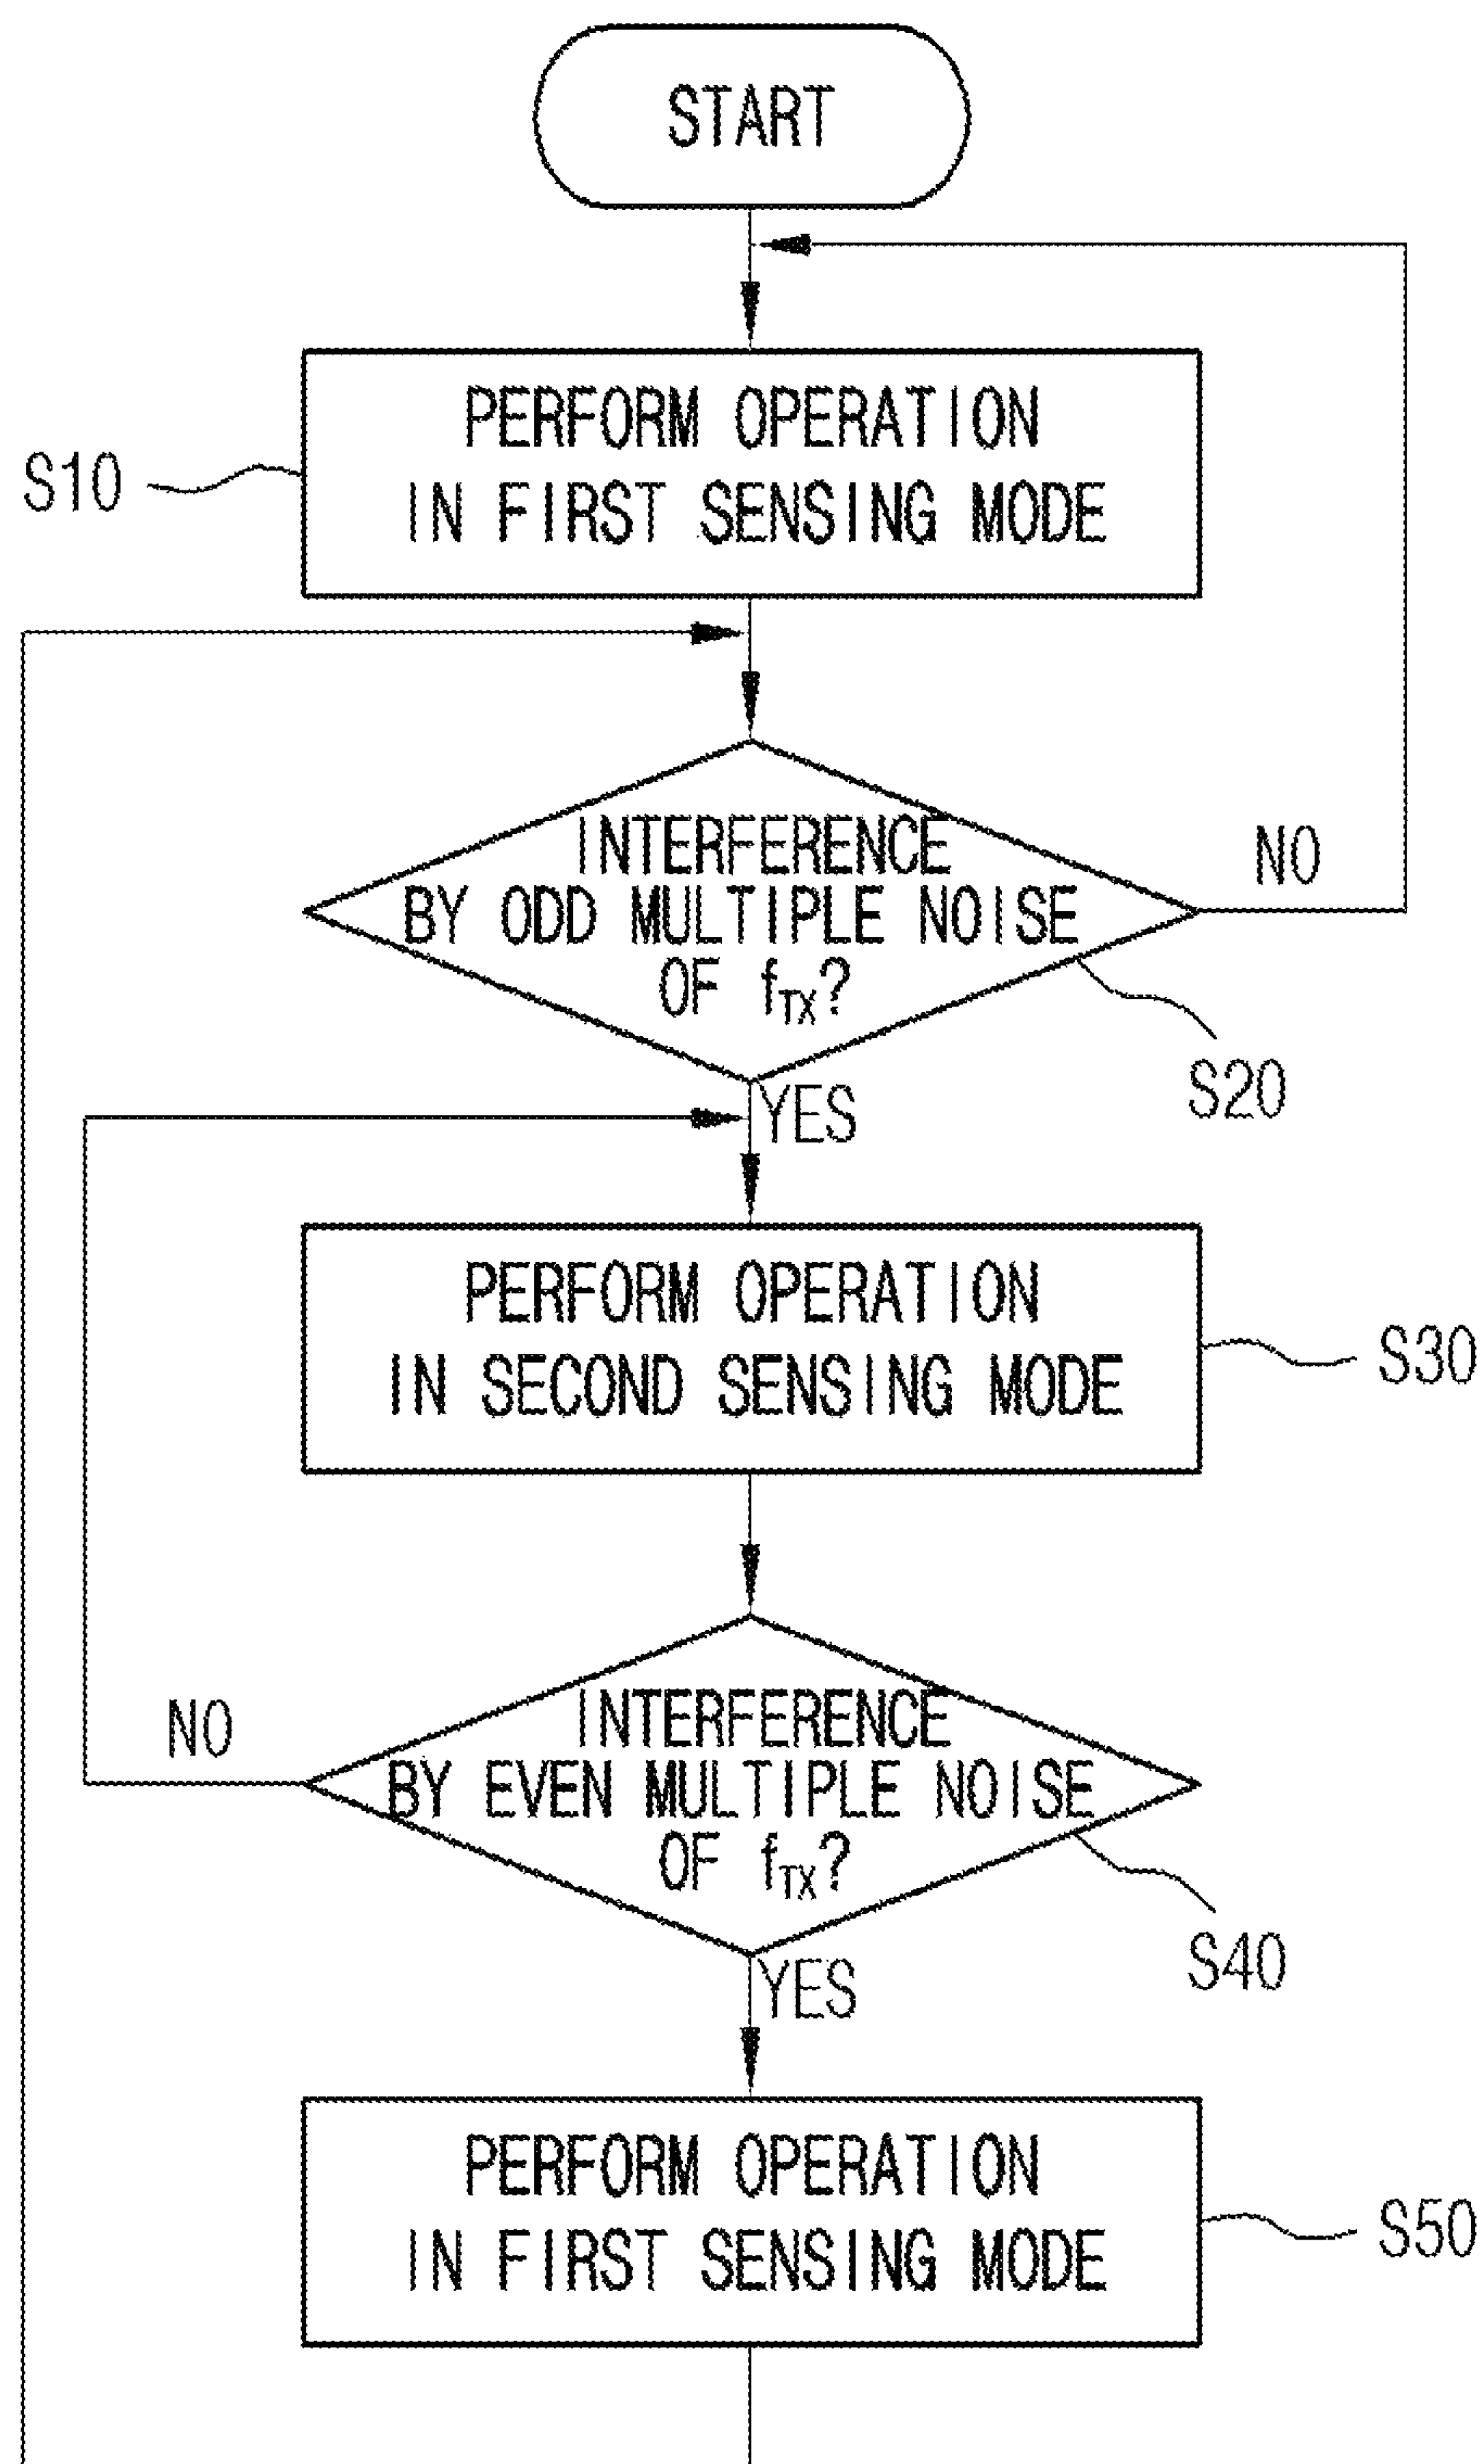 START
PERFORM OPERATION
IN FIRST SENSING MODE
S10
INTERFERENCE
BY ODD MULTIPLE NOISE
OF fTX?
NO
S20
YES
PERFORM OPERATION
IN SECOND SENSING MODE
S30
INTERFERENCE
BY EVEN MULTIPLE NOISE
OF fTX?
NO
S40
YES
PERFORM OPERATION
IN FIRST SENSING MODE
S50